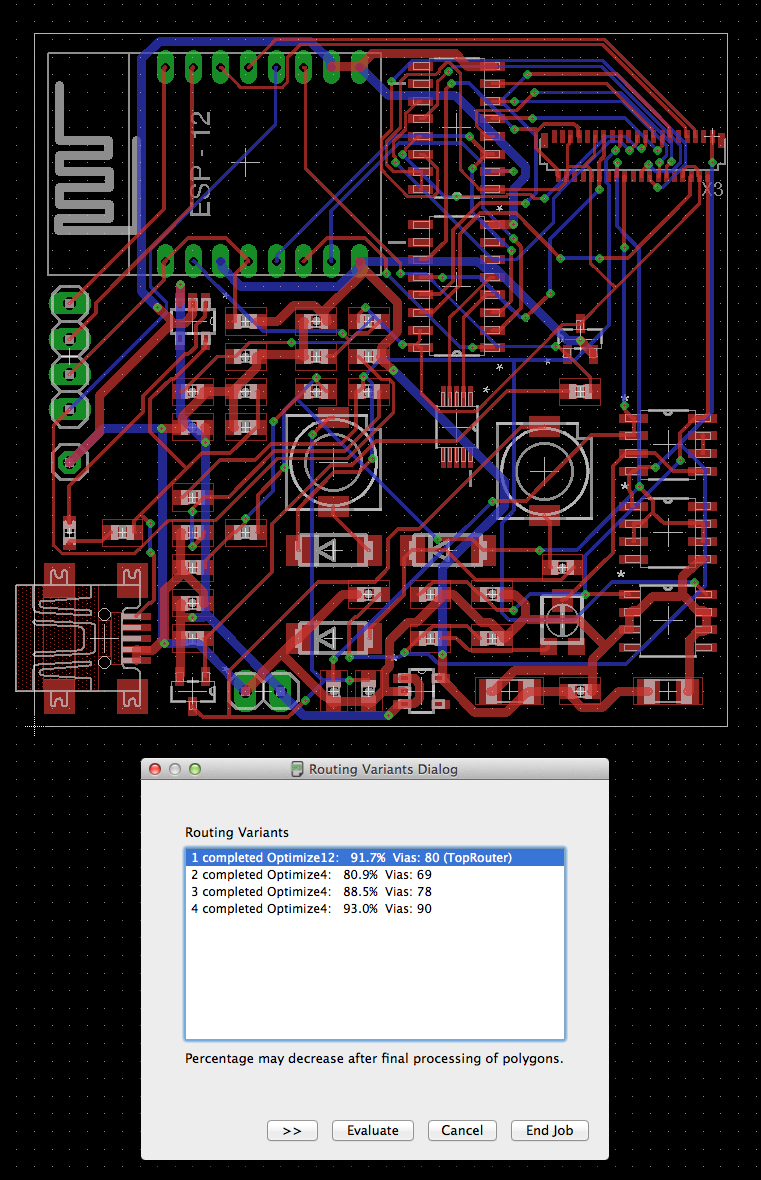 ESP-12
X3
Routing Variants Dialog
Routing Variants
1 completed Optimize12: 91.7% Vias: 80 (TopRouter)
2 completed Optimize4: 80.9% Vias: 69
3 completed Optimize4: 88.5% Vias: 78
4 completed Optimize4: 93.0% Vias: 90
Percentage may decrease after final processing of polygons.
>> Evaluate Cancel End Job